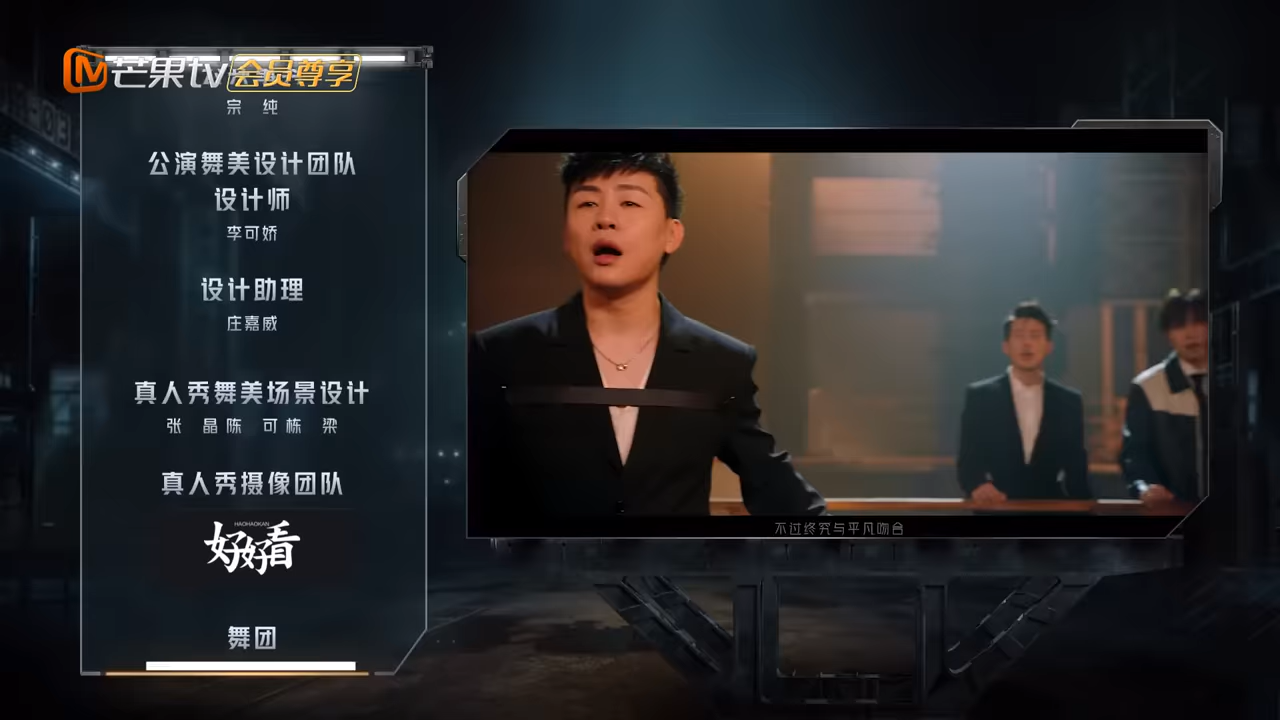 芒果tv会员尊享
宗 纯
公演舞美设计团队
设计师
李可娇
设计助理
庄嘉威
真人秀舞美场景设计
张 晶 陈 可 栋 梁
真人秀摄像团队
HAOHAOKAN
好好看
舞团
不过终究与平凡吻合